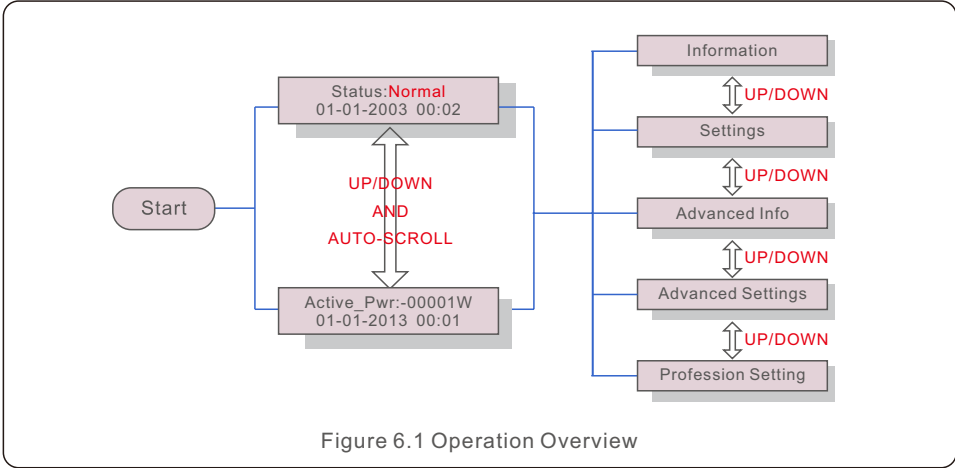 Start
Status:Normal
01-01-2003 00:02
UP/DOWN
AND
AUTO-SCROLL
Active_Pwr:-00001W
01-01-2013 00:01
Information
UP/DOWN
Settings
UP/DOWN
Advanced Info
UP/DOWN
Advanced Settings
UP/DOWN
Profession Setting
Figure 6.1 Operation Overview